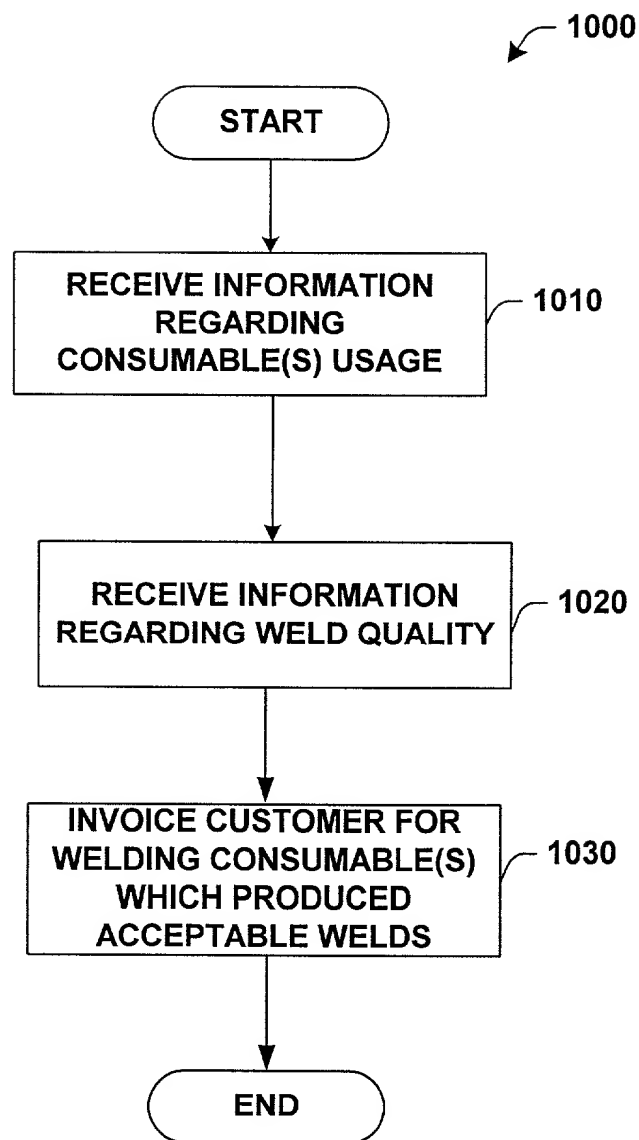 1000
START
RECEIVE INFORMATION
REGARDING
CONSUMABLE(S) USAGE
1010
RECEIVE INFORMATION
REGARDING WELD QUALITY
1020
INVOICE CUSTOMER FOR
WELDING CONSUMABLE(S)
WHICH PRODUCED
ACCEPTABLE WELDS
1030
END